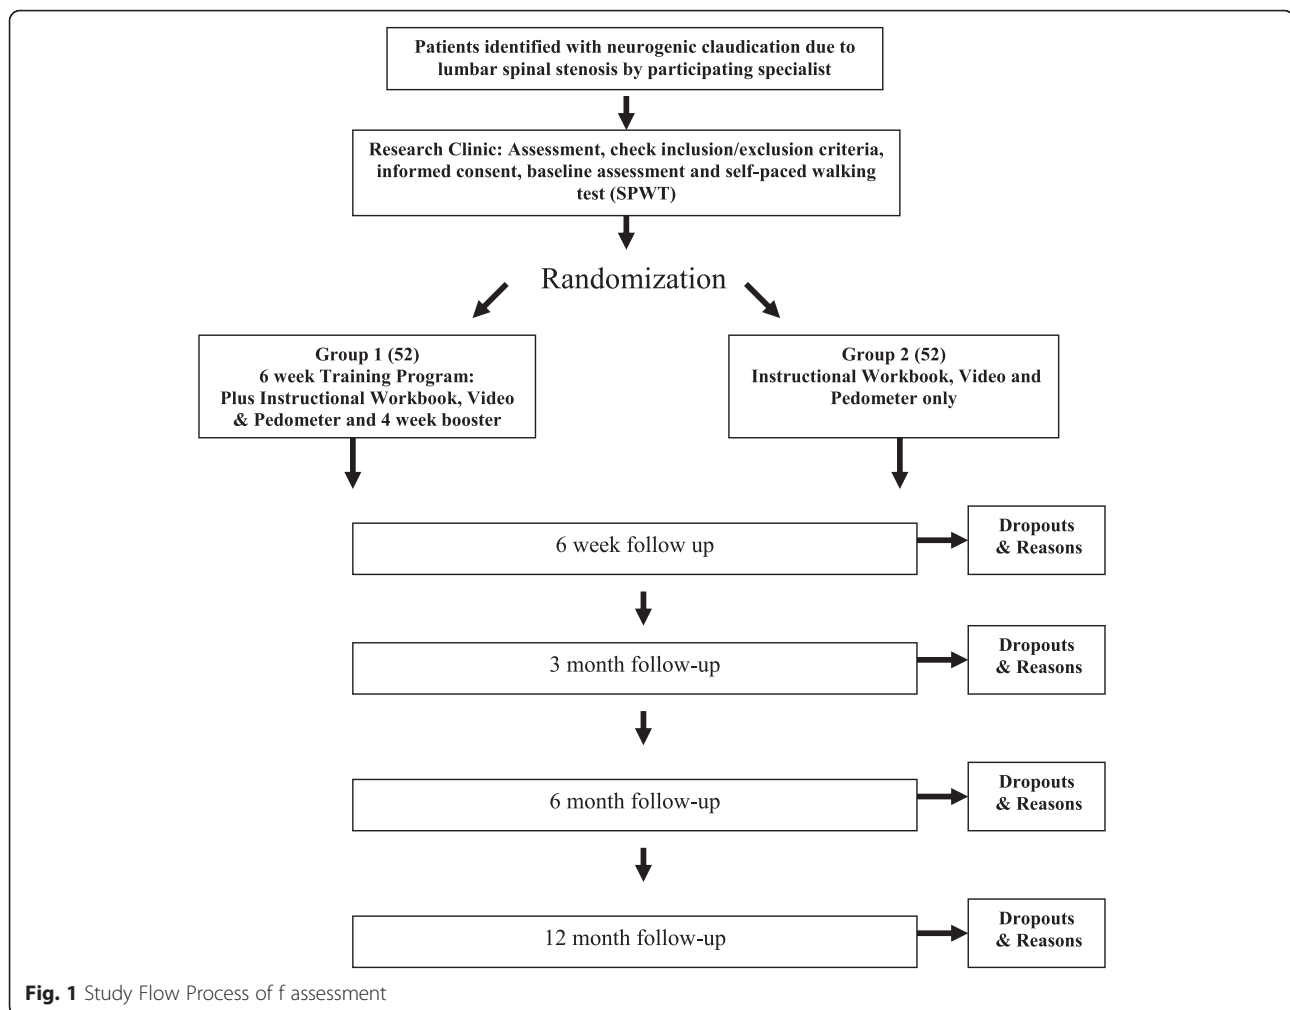 Patients identified with neurogenic claudication due to
lumbar spinal stenosis by participating specialist
Research Clinic: Assessment, check inclusion/exclusion criteria,
informed consent, baseline assessment and self-paced walking
test (SPWT)
Randomization
Group 1 (52)
6 week Training Program:
Plus Instructional Workbook, Video
& Pedometer and 4 week booster
Group 2 (52)
Instructional Workbook, Video and
Pedometer only
6 week follow up
Dropouts
& Reasons
3 month follow-up
Dropouts
& Reasons
6 month follow-up
Dropouts
& Reasons
12 month follow-up
Dropouts
& Reasons
Fig. 1 Study Flow Process of f assessment